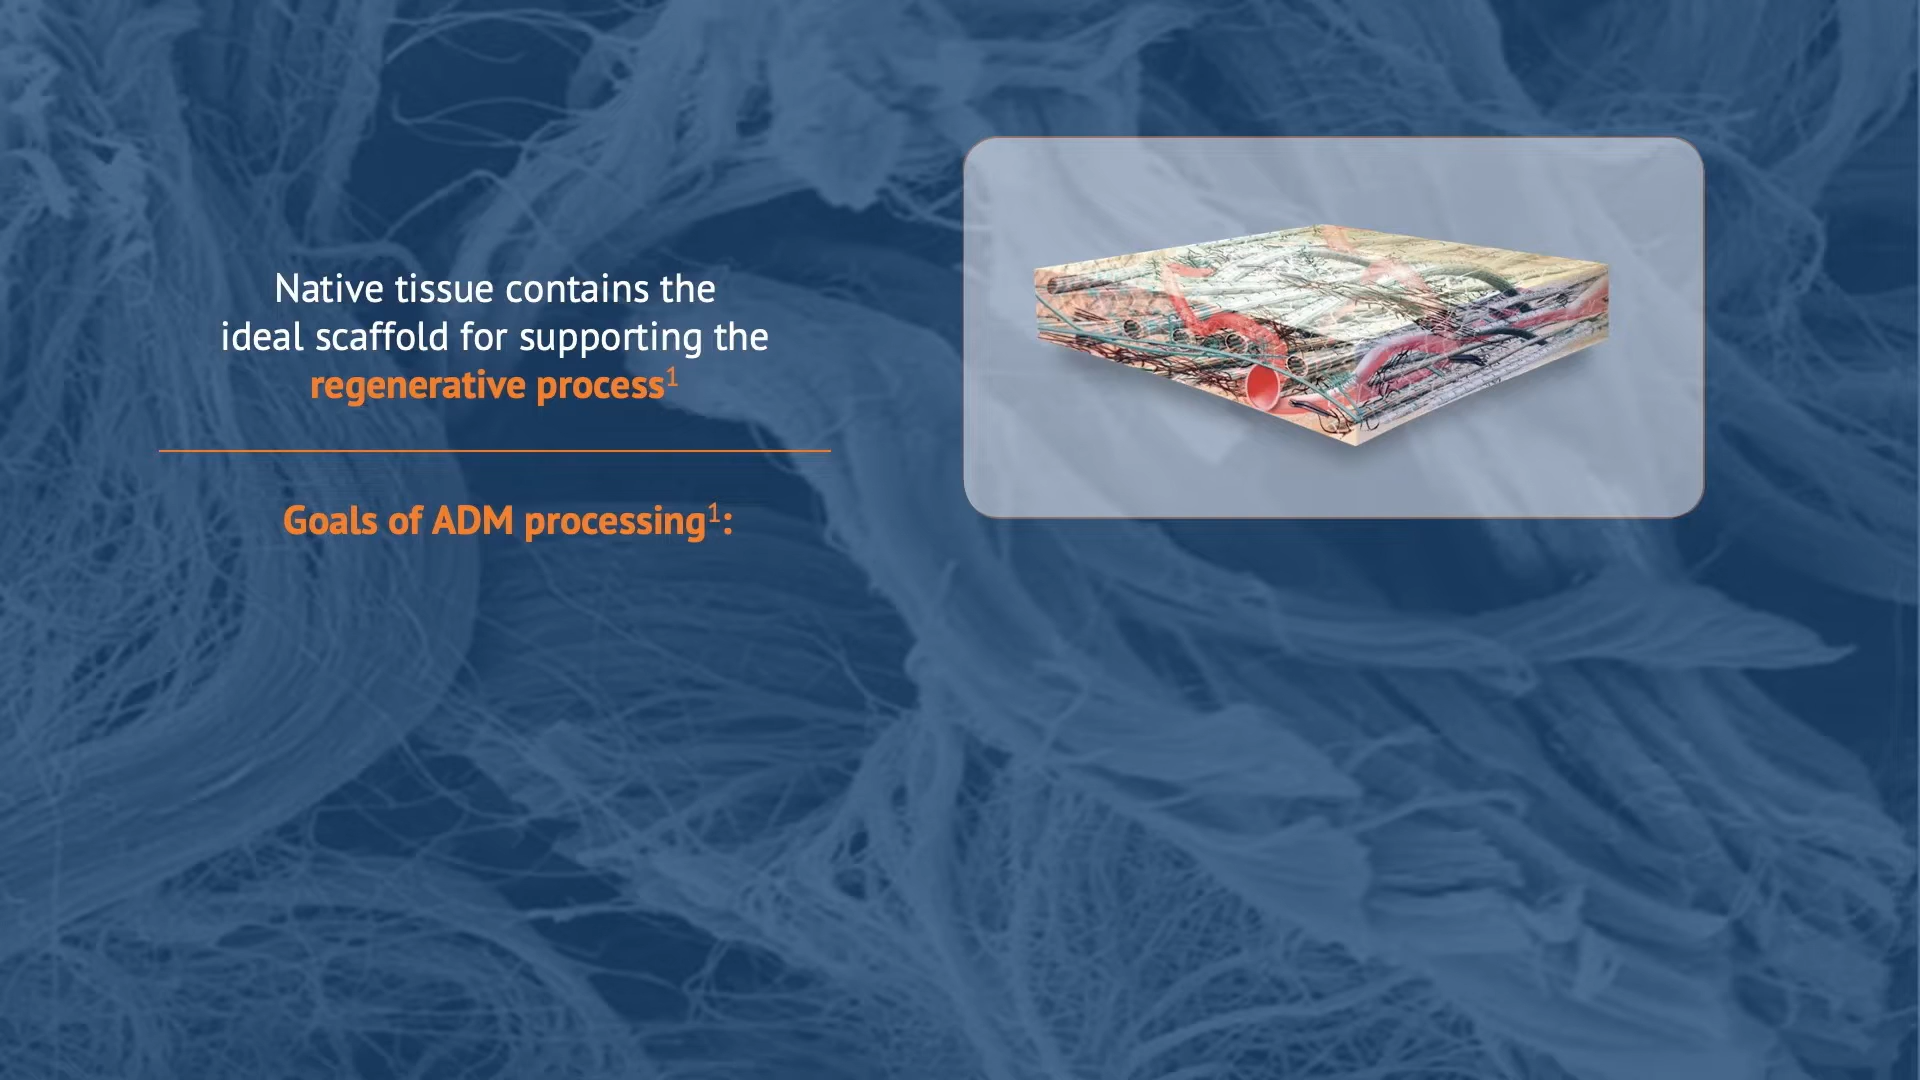 Native tissue contains the
ideal scaffold for supporting the
regenerative process¹
Goals of ADM processing¹: